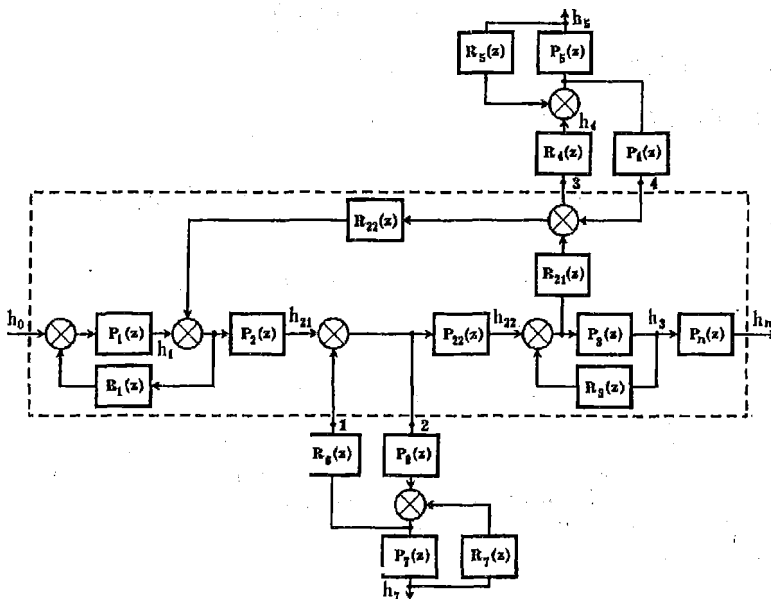 h₅
R₅(z) P₅(z)
h₄
R₄(z) P₄(z)
3 4
R₂₂(z)
R₂₁(z)
h₀ P₁(z) h₁ P₂(z) h₂₁ P₂₂(z) h₂₂ P₃(z) h₃ Pₙ(z) hₙ
R₁(z) R₃(z)
1 2
R₆(z) P₆(z)
P₇(z) R₇(z)
h₇